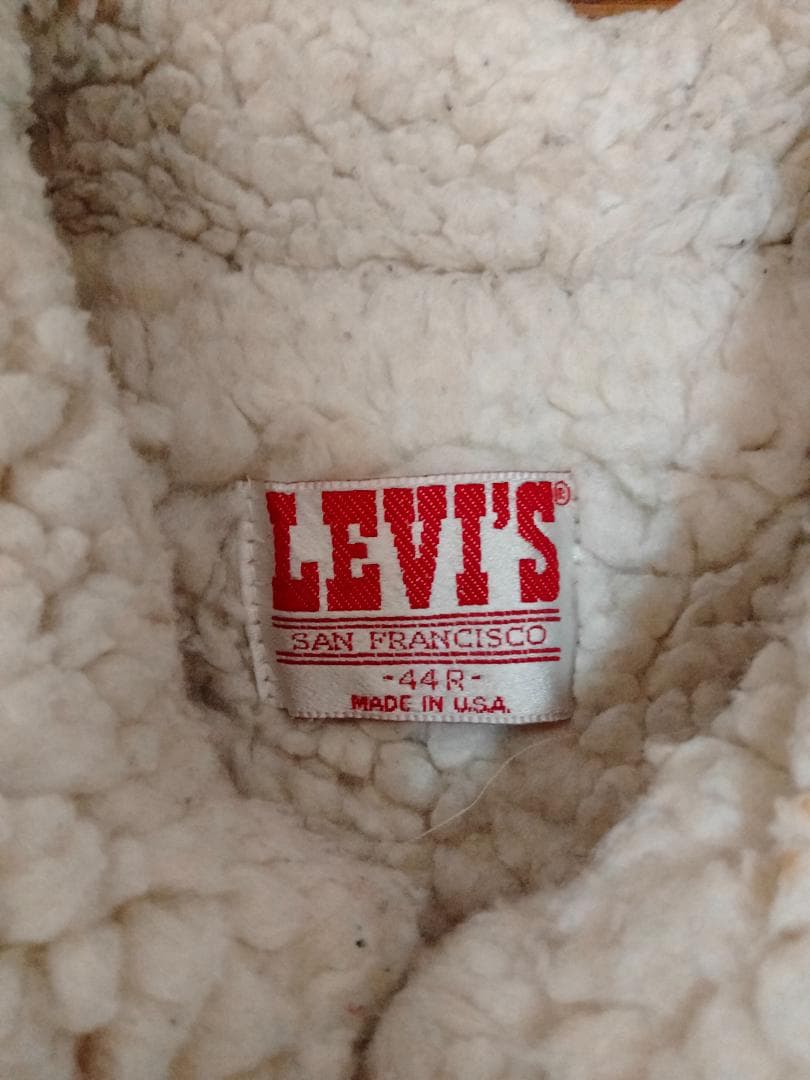 LEVI'S®
SAN FRANCISCO
-44R-
MADE IN U.S.A.